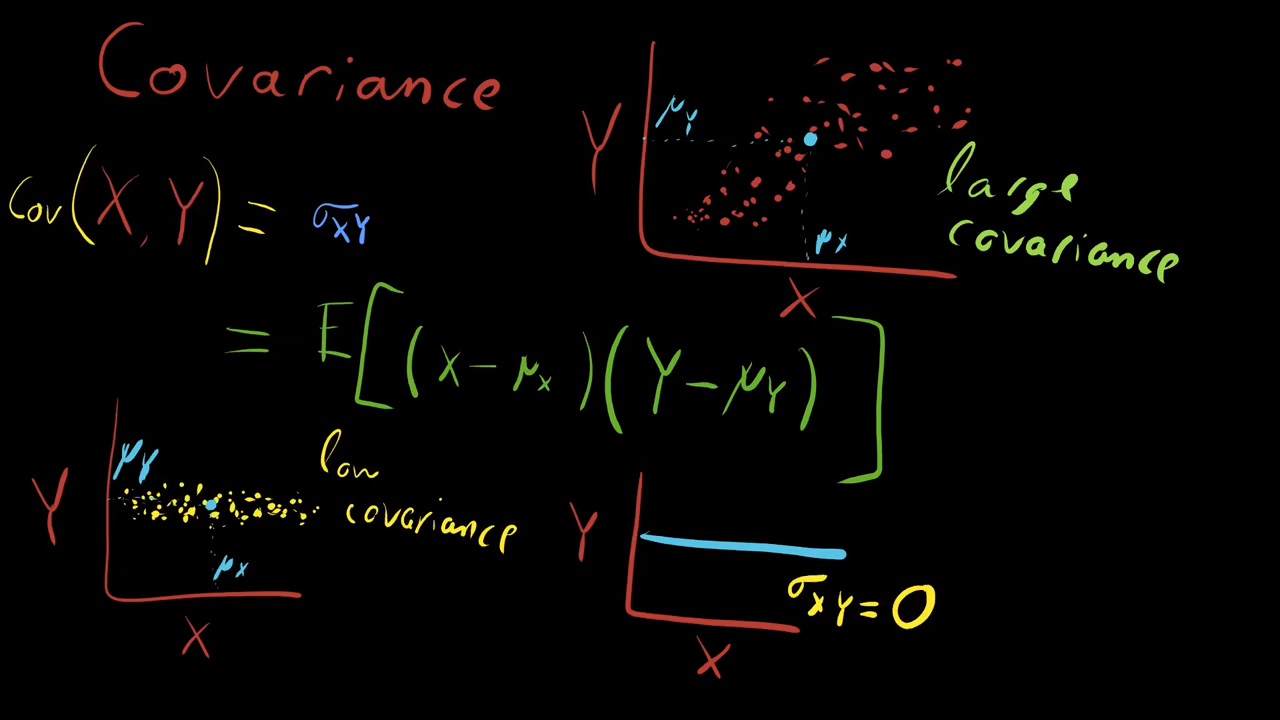 Covariance
Cov(X, Y) = σXY
= E[(X - μx)(Y - μY)]
μY
Y
μX
X
large
covariance
μY
Y
low
covariance
μX
X
Y
σXY = 0
X